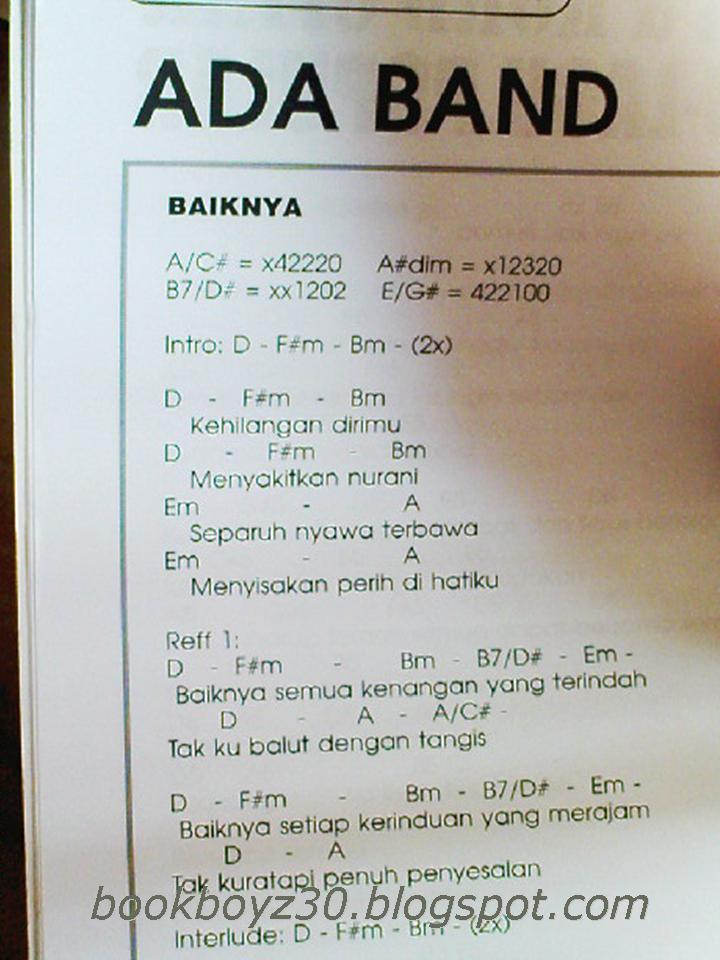 ADA BAND
BAIKNYA
A/C# = x42220 A#dim = x12320
B7/D# = xx1202 E/G# = 422100
Intro: D - F#m - Bm - (2x)
D - F#m - Bm
Kehilangan dirimu
D - F#m - Bm
Menyakitkan nurani
Em - A
Separuh nyawa terbawa
Em - A
Menyisakan perih di hatiku
Reff 1:
D - F#m - Bm - B7/D# - Em -
Baiknya semua kenangan yang terindah
D - A - A/C# -
Tak ku balut dengan tangis
D - F#m - Bm - B7/D# - Em -
Baiknya setiap kerinduan yang merajam
D - A
Tak kuratapi penuh penyesalan
bookboyz30.blogspot.com
Interlude: D - F#m - Bm - (2x)